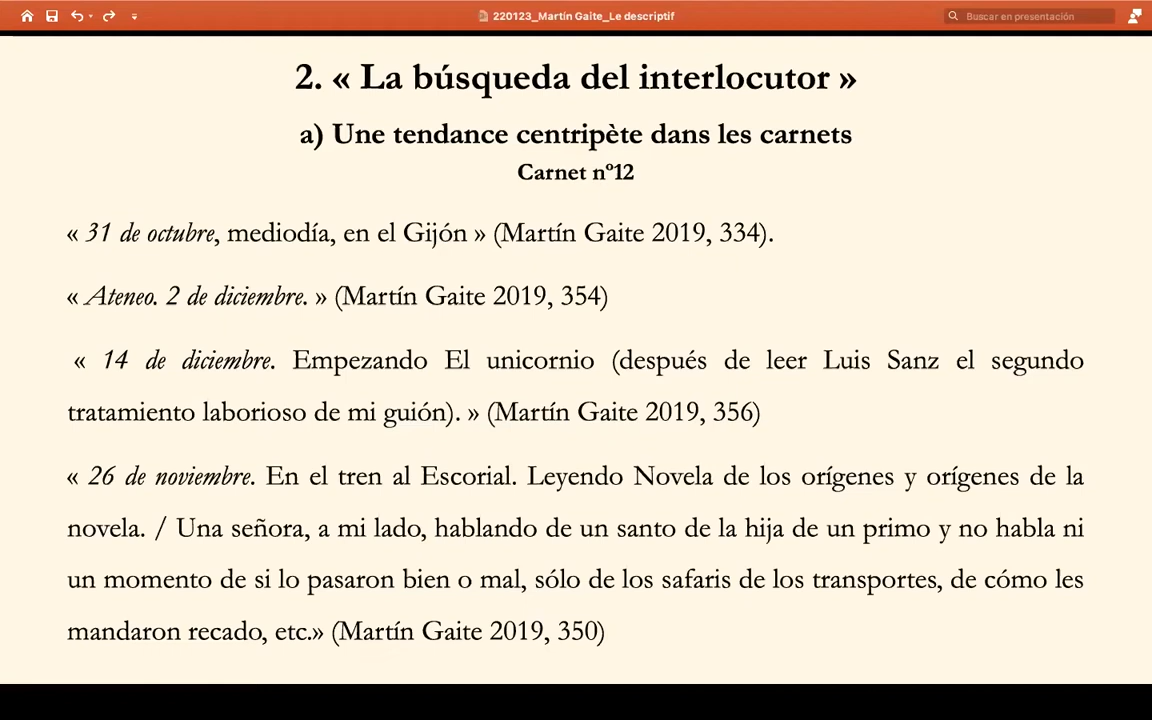 220123_Martín Gaite_Le descriptif
Buscar en presentación
2. « La búsqueda del interlocutor »
a) Une tendance centripète dans les carnets
Carnet nº12
« 31 de octubre, mediodía, en el Gijón » (Martín Gaite 2019, 334).
« Ateneo. 2 de diciembre. » (Martín Gaite 2019, 354)
« 14 de diciembre. Empezando El unicornio (después de leer Luis Sanz el segundo
tratamiento laborioso de mi guión). » (Martín Gaite 2019, 356)
« 26 de noviembre. En el tren al Escorial. Leyendo Novela de los orígenes y orígenes de la
novela. / Una señora, a mi lado, hablando de un santo de la hija de un primo y no habla ni
un momento de si lo pasaron bien o mal, sólo de los safaris de los transportes, de cómo les
mandaron recado, etc.» (Martín Gaite 2019, 350)